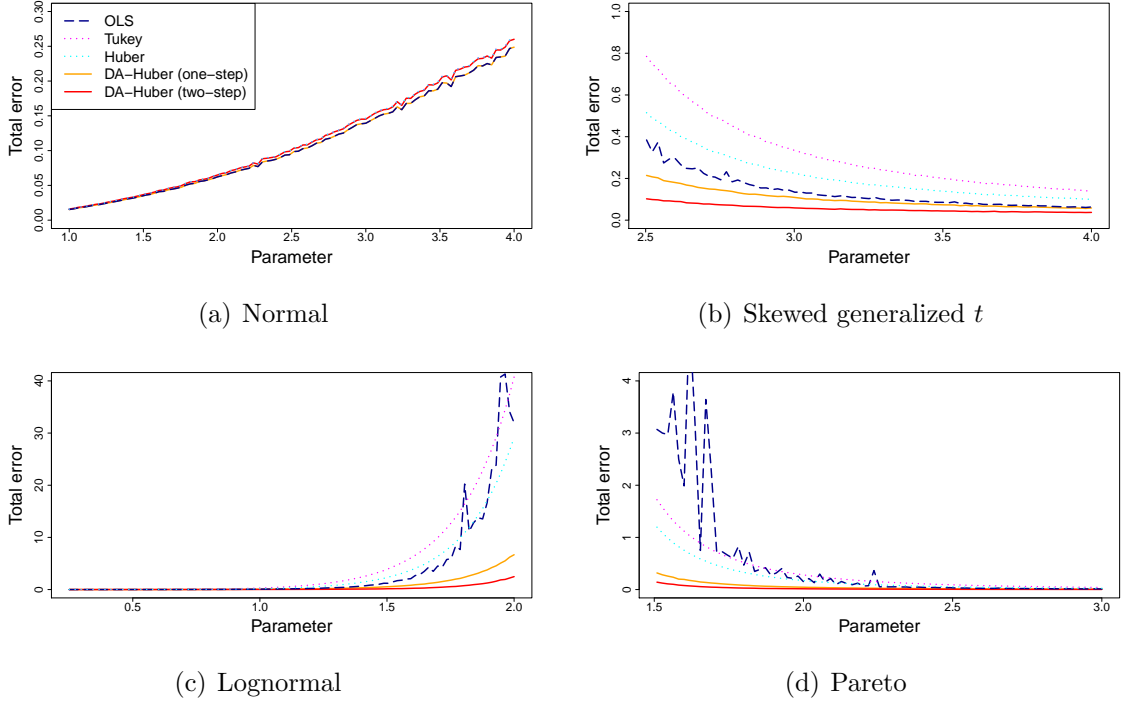 OLS
Tukey
Huber
DA−Huber (one−step)
DA−Huber (two−step)
Total error
0.00
0.05
0.10
0.15
0.20
0.25
0.30
1.0
1.5
2.0
2.5
3.0
3.5
4.0
Parameter
(a) Normal
Total error
0.0
0.2
0.4
0.6
0.8
1.0
2.5
3.0
3.5
4.0
Parameter
(b) Skewed generalized t
Total error
0
10
20
30
40
0.5
1.0
1.5
2.0
Parameter
(c) Lognormal
Total error
0
1
2
3
4
1.5
2.0
2.5
3.0
Parameter
(d) Pareto